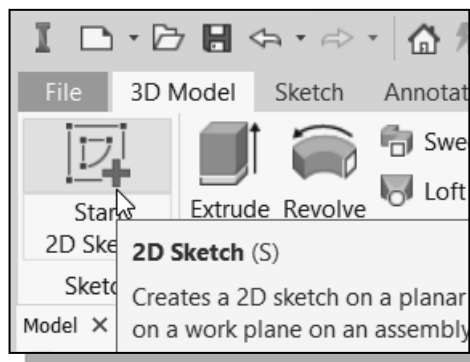 File 3D Model Sketch Annotat
Swe
Loft
Star Extrude Revolve
2D Ske
2D Sketch (S)
Sketc
Creates a 2D sketch on a planar
Model × on a work plane on an assembly